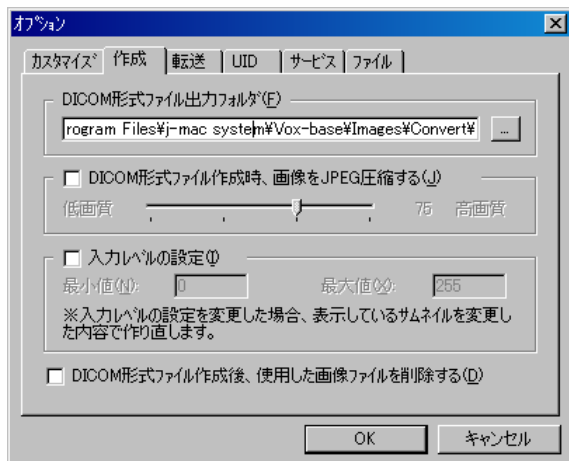 オプション
カスタマイズ 作成 転送 UID サービス ファイル
DICOM形式ファイル出力フォルダ(F)
rogram Files¥j-mac system¥Vox-base¥Images¥Convert¥ ...
DICOM形式ファイル作成時、画像をJPEG圧縮する(J)
低画質 75 高画質
入力レベルの設定(I)
最小値(N): 0 最大値(X): 255
※入力レベルの設定を変更した場合、表示しているサムネイルを変更し
た内容で作り直します。
DICOM形式ファイル作成後、使用した画像ファイルを削除する(D)
OK キャンセル